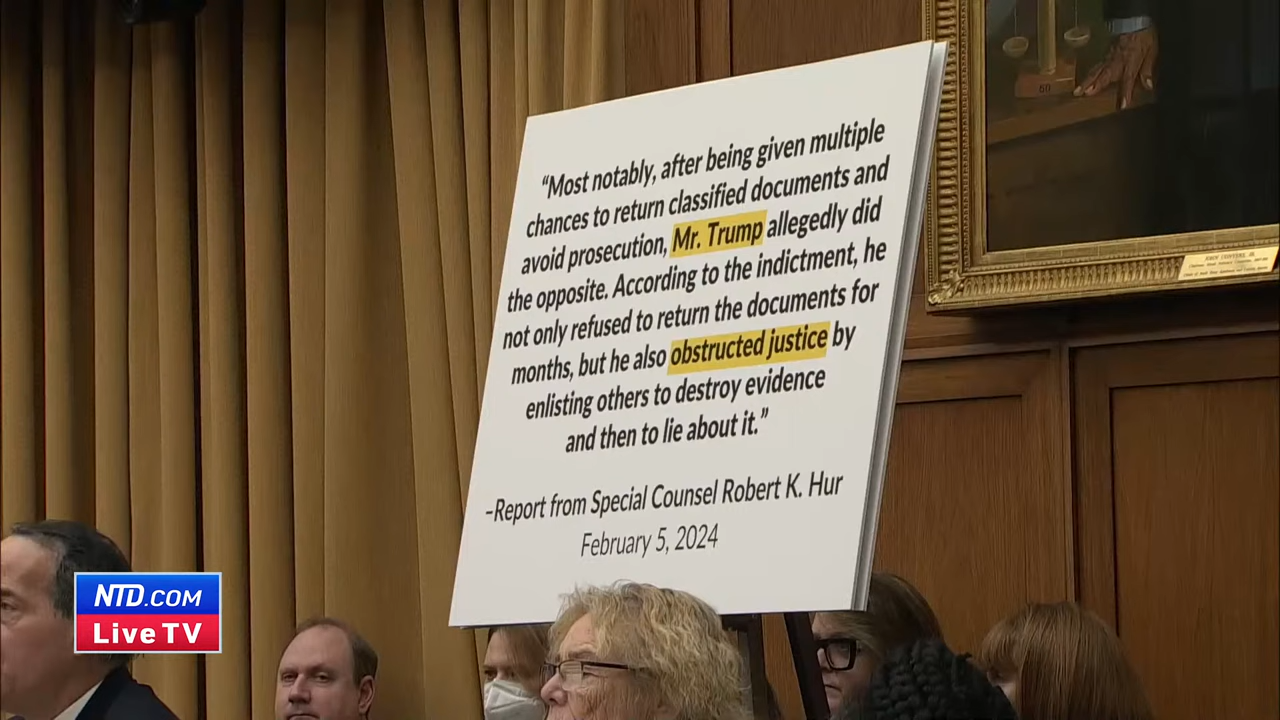 “Most notably, after being given multiple
chances to return classified documents and
avoid prosecution, Mr. Trump allegedly did
the opposite. According to the indictment, he
not only refused to return the documents for
months, but he also obstructed justice by
enlisting others to destroy evidence
and then to lie about it.”
–Report from Special Counsel Robert K. Hur
February 5, 2024
JOHN CONYERS, JR.
NTD.COM
Live TV